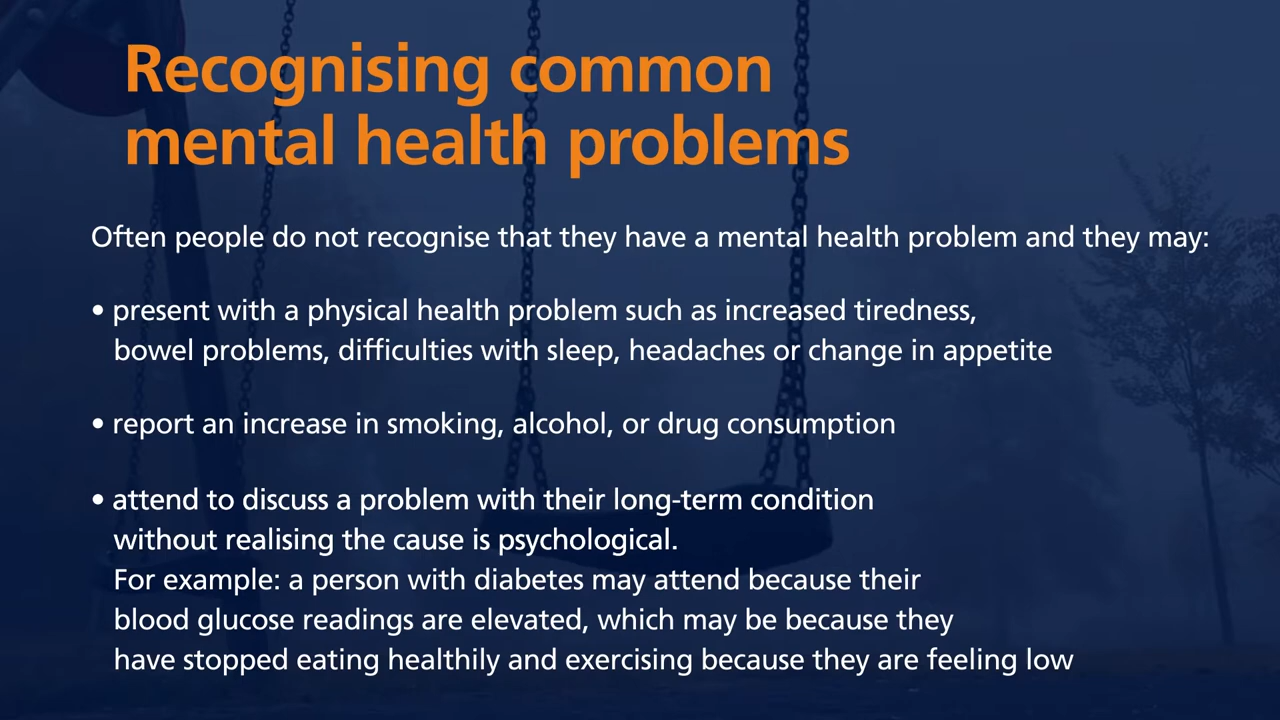 Recognising common
mental health problems
Often people do not recognise that they have a mental health problem and they may:
• present with a physical health problem such as increased tiredness,
bowel problems, difficulties with sleep, headaches or change in appetite
• report an increase in smoking, alcohol, or drug consumption
• attend to discuss a problem with their long-term condition
without realising the cause is psychological.
For example: a person with diabetes may attend because their
blood glucose readings are elevated, which may be because they
have stopped eating healthily and exercising because they are feeling low